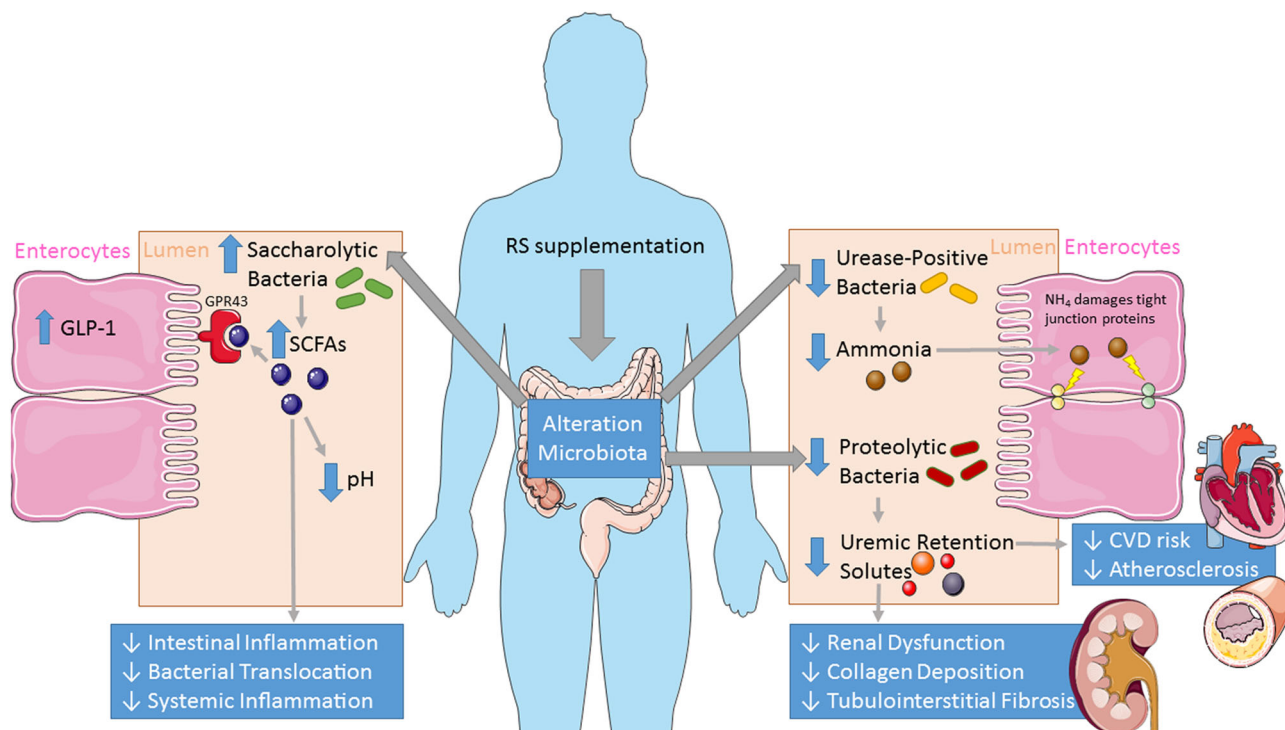 Enterocytes
Lumen
Saccharolytic
Bacteria
GPR43
GLP-1
SCFAs
pH
↓ Intestinal Inflammation
↓ Bacterial Translocation
↓ Systemic Inflammation
RS supplementation
Alteration
Microbiota
Lumen
Enterocytes
Urease-Positive
Bacteria
NH₄ damages tight
junction proteins
Ammonia
Proteolytic
Bacteria
Uremic Retention
Solutes
↓ CVD risk
↓ Atherosclerosis
↓ Renal Dysfunction
↓ Collagen Deposition
↓ Tubulointerstitial Fibrosis